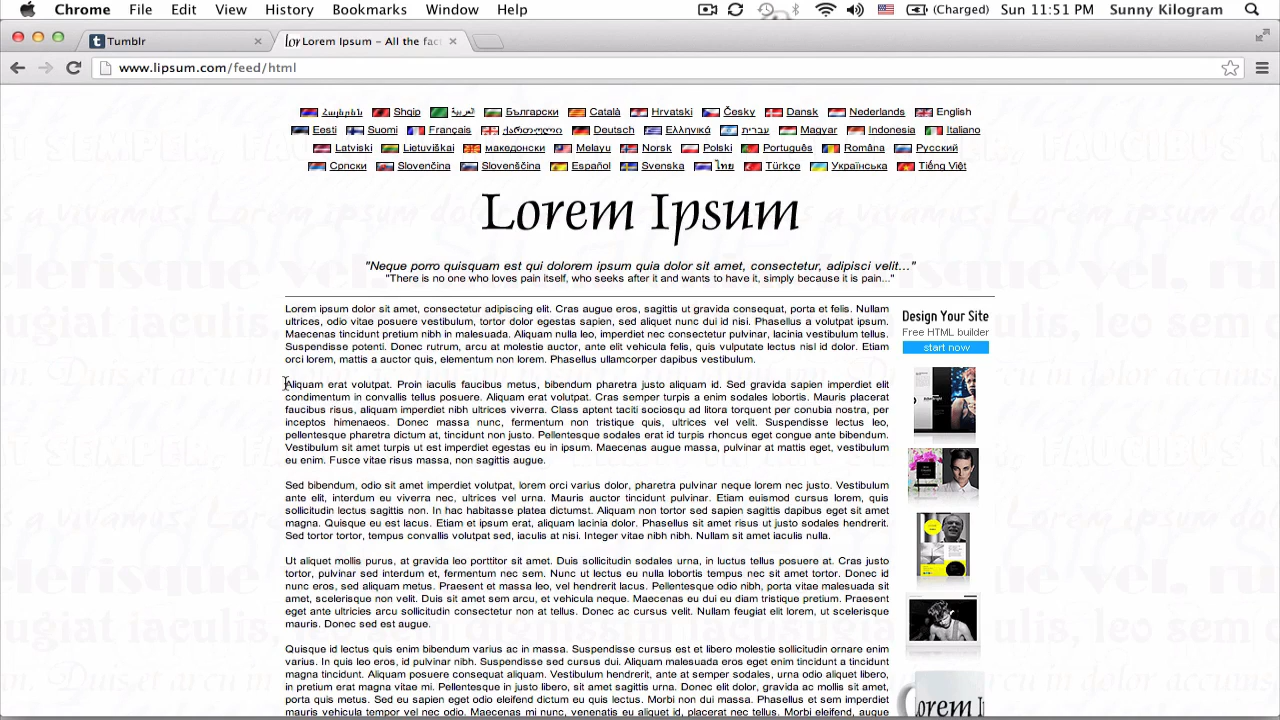 Chrome File Edit View History Bookmarks Window Help (Charged) Sun 11:51 PM Sunny Kilogram
Tumblr Lorem Ipsum – All the fac
www.lipsum.com/feed/html
Հայերեն Shqip العربية Български Català Hrvatski Česky Dansk Nederlands English
Eesti Suomi Français ქართული Deutsch Ελληνικά עברית Magyar Indonesia Italiano
Latviski Lietuviškai македонски Melayu Norsk Polski Português Româna Русский
Српски Slovenčina Slovenščina Español Svenska ไทย Türkçe Українська Tiếng Việt
Lorem Ipsum
"Neque porro quisquam est qui dolorem ipsum quia dolor sit amet, consectetur, adipisci velit..."
"There is no one who loves pain itself, who seeks after it and wants to have it, simply because it is pain..."
Lorem ipsum dolor sit amet, consectetur adipiscing elit. Cras augue eros, sagittis ut gravida consequat, porta et felis. Nullam
ultrices, odio vitae posuere vestibulum, tortor dolor egestas sapien, sed aliquet nunc dui id nisi. Phasellus a volutpat ipsum.
Maecenas tincidunt pretium nibh in malesuada. Aliquam nulla leo, imperdiet nec consectetur pulvinar, lacinia vestibulum tellus.
Suspendisse potenti. Donec rutrum, arcu at molestie auctor, ante elit vehicula felis, quis vulputate lectus nisl id dolor. Etiam
orci lorem, mattis a auctor quis, elementum non lorem. Phasellus ullamcorper dapibus vestibulum.
Aliquam erat volutpat. Proin iaculis faucibus metus, bibendum pharetra justo aliquam id. Sed gravida sapien imperdiet elit
condimentum in convallis tellus posuere. Aliquam erat volutpat. Cras semper turpis a enim sodales lobortis. Mauris placerat
faucibus risus, aliquam imperdiet nibh ultrices viverra. Class aptent taciti sociosqu ad litora torquent per conubia nostra, per
inceptos himenaeos. Donec massa nunc, fermentum non tristique quis, ultrices vel velit. Suspendisse lectus leo,
pellentesque pharetra dictum at, tincidunt non justo. Pellentesque sodales erat id turpis rhoncus eget congue ante bibendum.
Vestibulum sit amet turpis ut est imperdiet egestas eu in ipsum. Maecenas augue massa, pulvinar at mattis eget, vestibulum
eu enim. Fusce vitae risus massa, non sagittis augue.
Sed bibendum, odio sit amet imperdiet volutpat, lorem orci varius dolor, pharetra pulvinar neque lorem nec justo. Vestibulum
ante elit, interdum eu viverra nec, ultrices vel urna. Mauris auctor tincidunt pulvinar. Etiam euismod cursus lorem, quis
sollicitudin lectus sagittis non. In hac habitasse platea dictumst. Aliquam non tortor sed sapien sagittis dapibus eget sit amet
magna. Quisque eu est lacus. Etiam et ipsum erat, aliquam lacinia dolor. Phasellus sit amet risus ut justo sodales hendrerit.
Sed tortor tortor, tempus convallis volutpat sed, iaculis at nisi. Integer vitae nibh nibh. Nullam sit amet iaculis nulla.
Ut aliquet mollis purus, at gravida leo porttitor sit amet. Duis sollicitudin sodales urna, in luctus tellus posuere at. Cras justo
tortor, pulvinar sed interdum et, fermentum nec sem. Nunc ut lectus eu nulla lobortis tempus nec sit amet tortor. Donec id
nunc eros, sed aliquam metus. Praesent et massa leo, vel hendrerit lacus. Pellentesque odio nibh, porta vitae malesuada sit
amet, scelerisque non velit. Duis sit amet sem arcu, et vehicula neque. Maecenas eu dui eu diam tristique pretium. Praesent
eget ante ultricies arcu sollicitudin consectetur non at tellus. Donec ac cursus velit. Nullam feugiat elit lorem, ut scelerisque
mauris. Donec sed est augue.
Quisque id lectus quis enim bibendum varius ac in massa. Suspendisse cursus est et libero molestie sollicitudin ornare enim
varius. In quis leo eros, id pulvinar nibh. Suspendisse sed cursus dui. Aliquam malesuada eros eget enim tincidunt a tincidunt
magna tincidunt. Aliquam posuere consequat aliquam. Vestibulum hendrerit, ante at semper sodales, urna odio aliquet libero,
in pretium erat magna vitae mi. Pellentesque in justo leo, sit amet sagittis urna. Vestibulum dolor odio, gravida ac mollis sit amet,
porta quis metus. Sed eu sapien eget odio eleifend dictum eu quis lectus. Morbi non dui massa. Praesent et sem nisl, vitae
mauris vehicula tempor vel nec orci. Maecenas mi nunc, venenatis eu aliquet id, placerat nec tellus. Morbi eleifend, augue
Design Your Site
Free HTML builder
start now